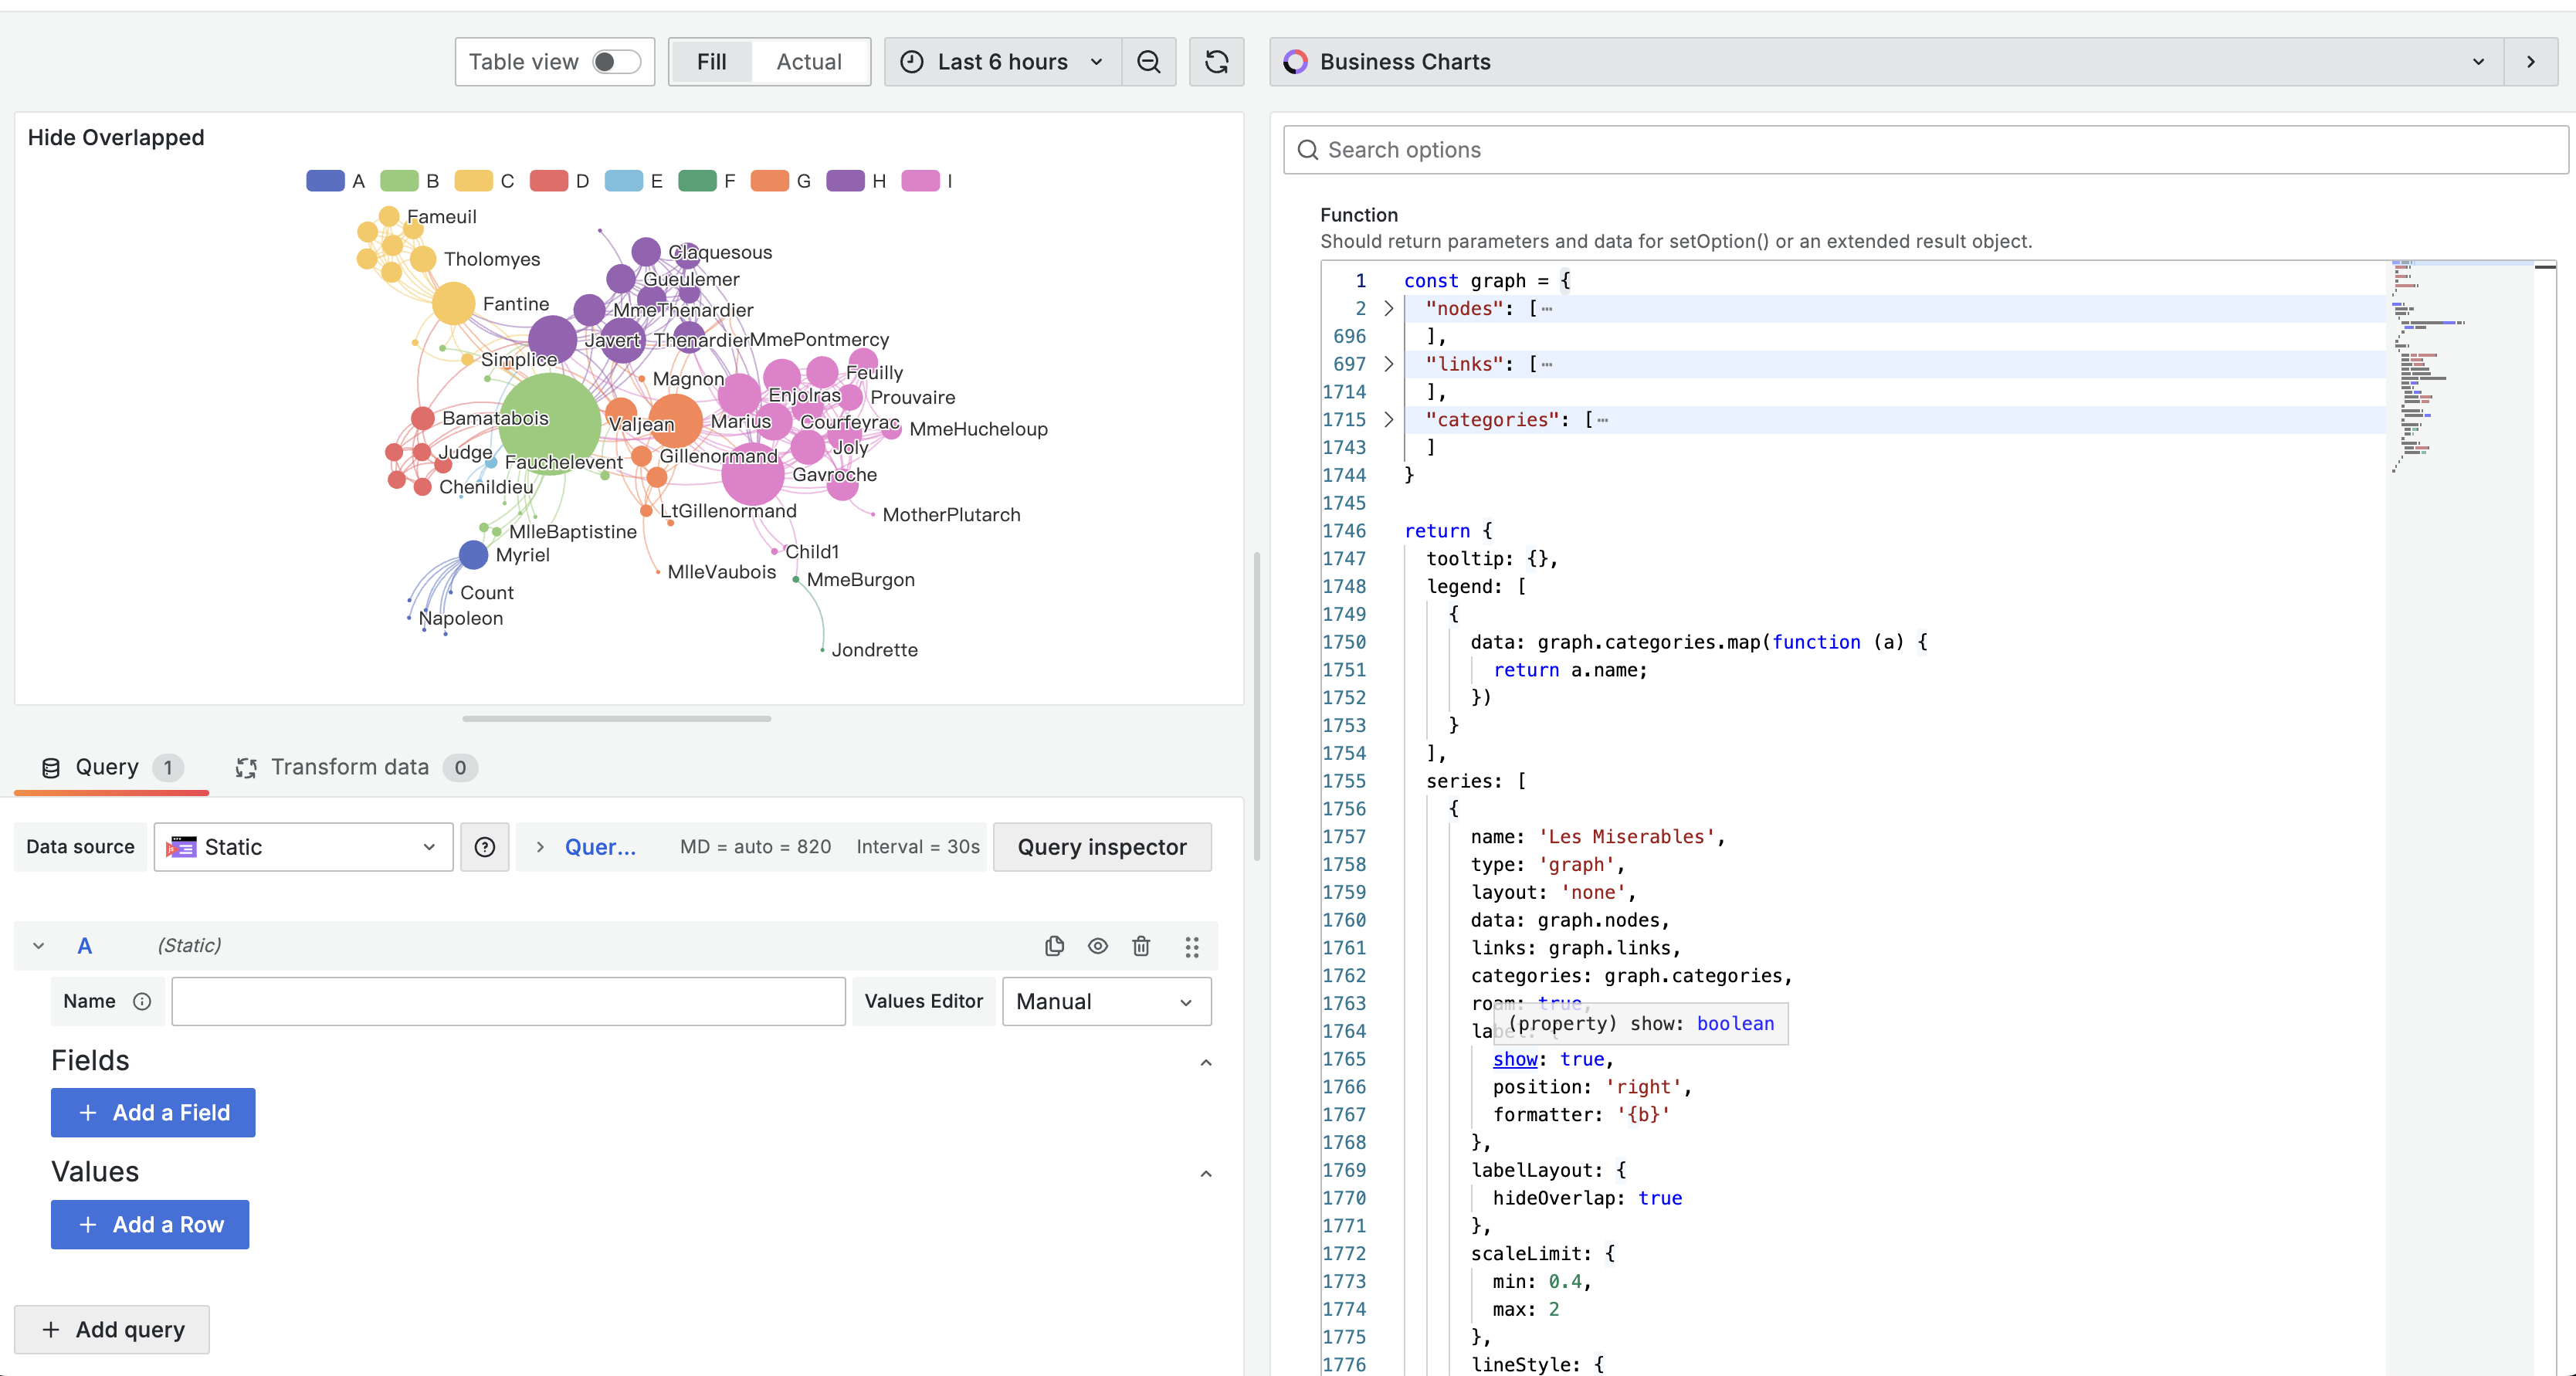 Table view
Fill
Actual
Last 6 hours
Business Charts
Hide Overlapped
A B C D E F G H I
Fameuil
Claquesous
Tholomyes
Gueulemer
Fantine
MmeThenardier
Javert
Thenardier
MmePontmercy
Simplice
Magnon
Feuilly
Enjolras
Prouvaire
Bamatabois
Valjean
Marius
Courfeyrac
MmeHucheloup
Judge
Fauchelevent
Gillenormand
Joly
Gavroche
Chenildieu
LtGillenormand
MotherPlutarch
MlleBaptistine
Myriel
Child1
MlleVaubois
MmeBurgon
Count
Napoleon
Jondrette
Query 1
Transform data 0
Data source
Static
Quer...
MD = auto = 820
Interval = 30s
Query inspector
A
(Static)
Name
Values Editor
Manual
Fields
+ Add a Field
Values
+ Add a Row
+ Add query
Search options
Function
Should return parameters and data for setOption() or an extended result object.
1 const graph = {
2 "nodes": [⋯
696 ],
697 "links": [⋯
1714 ],
1715 "categories": [⋯
1743 ]
1744 }
1745
1746 return {
1747 tooltip: {},
1748 legend: [
1749 {
1750 data: graph.categories.map(function (a) {
1751 return a.name;
1752 })
1753 }
1754 ],
1755 series: [
1756 {
1757 name: 'Les Miserables',
1758 type: 'graph',
1759 layout: 'none',
1760 data: graph.nodes,
1761 links: graph.links,
1762 categories: graph.categories,
1763 roam: true,
(property) show: boolean
1764 label: {
1765 show: true,
1766 position: 'right',
1767 formatter: '{b}'
1768 },
1769 labelLayout: {
1770 hideOverlap: true
1771 },
1772 scaleLimit: {
1773 min: 0.4,
1774 max: 2
1775 },
1776 lineStyle: {